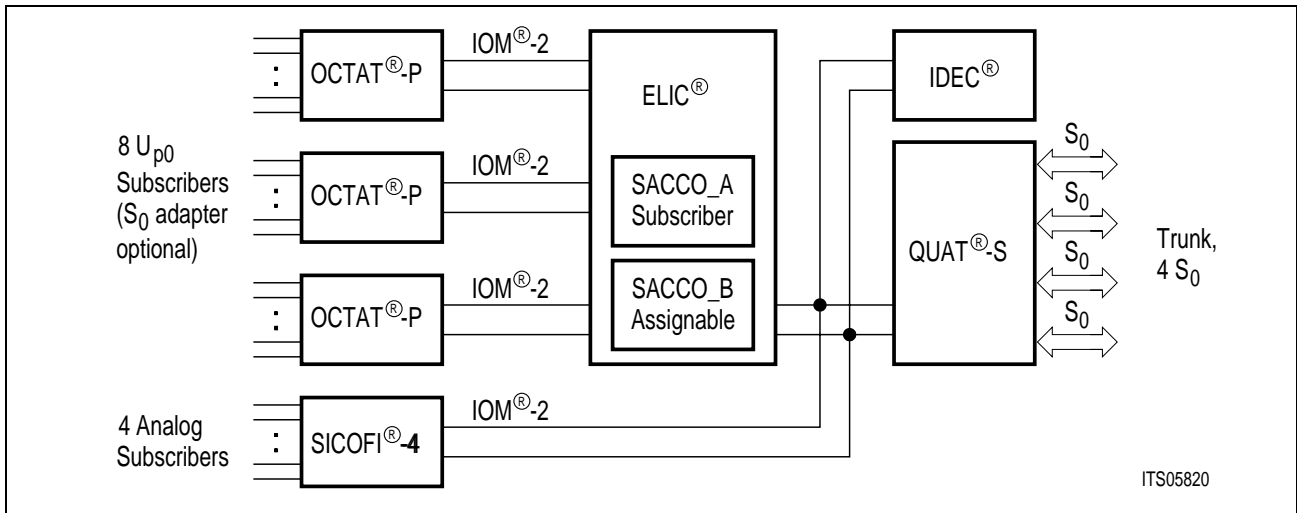 OCTAT®-P
IOM®-2
ELIC®
IDEC®
8 Up0
Subscribers
(S0 adapter
optional)
OCTAT®-P
IOM®-2
SACCO_A
Subscriber
QUAT®-S
S0
S0
S0
S0
Trunk,
4 S0
OCTAT®-P
IOM®-2
SACCO_B
Assignable
4 Analog
Subscribers
SICOFI®-4
IOM®-2
ITS05820